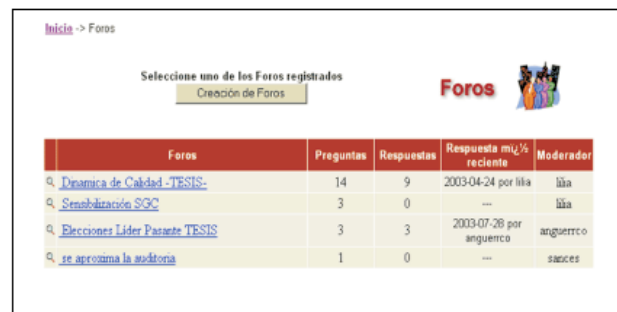 Inicio -> Foros
Seleccione uno de los Foros registrados
Creación de Foros
Foros
Foros Preguntas Respuestas Respuesta mï¿½ reciente Moderador
Dinamica de Calidad -TESIS- 14 9 2003-04-24 por lilia lilia
Sensibilización SGC 3 0 --- lilia
Elecciones Líder Pasante TESIS 3 3 2003-07-28 por anguerrco anguerrco
se aproxima la auditoria 1 0 --- sances